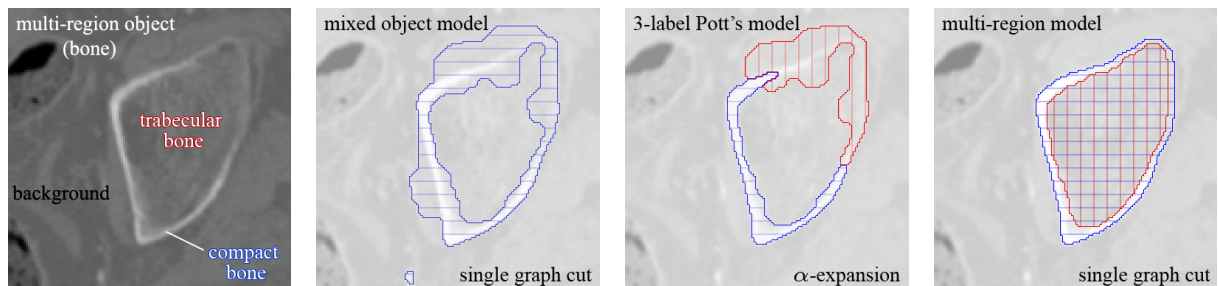 multi-region object
(bone)
trabecular
bone
background
compact
bone
mixed object model
single graph cut
3-label Pott's model
α-expansion
multi-region model
single graph cut